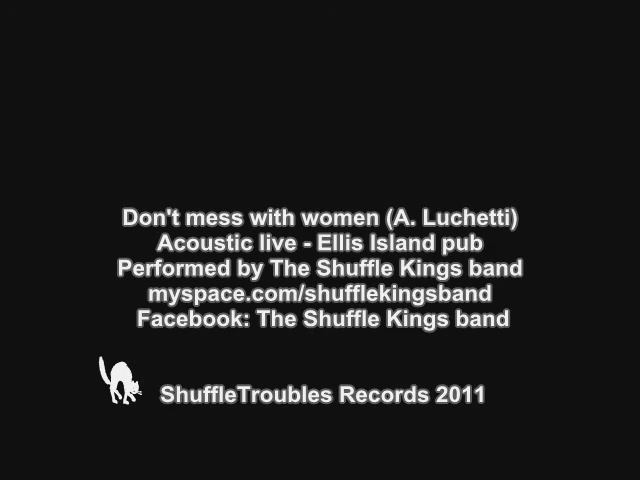 Don't mess with women (A. Luchetti)
Acoustic live - Ellis Island pub
Performed by The Shuffle Kings band
myspace.com/shufflekingsband
Facebook: The Shuffle Kings band
ShuffleTroubles Records 2011